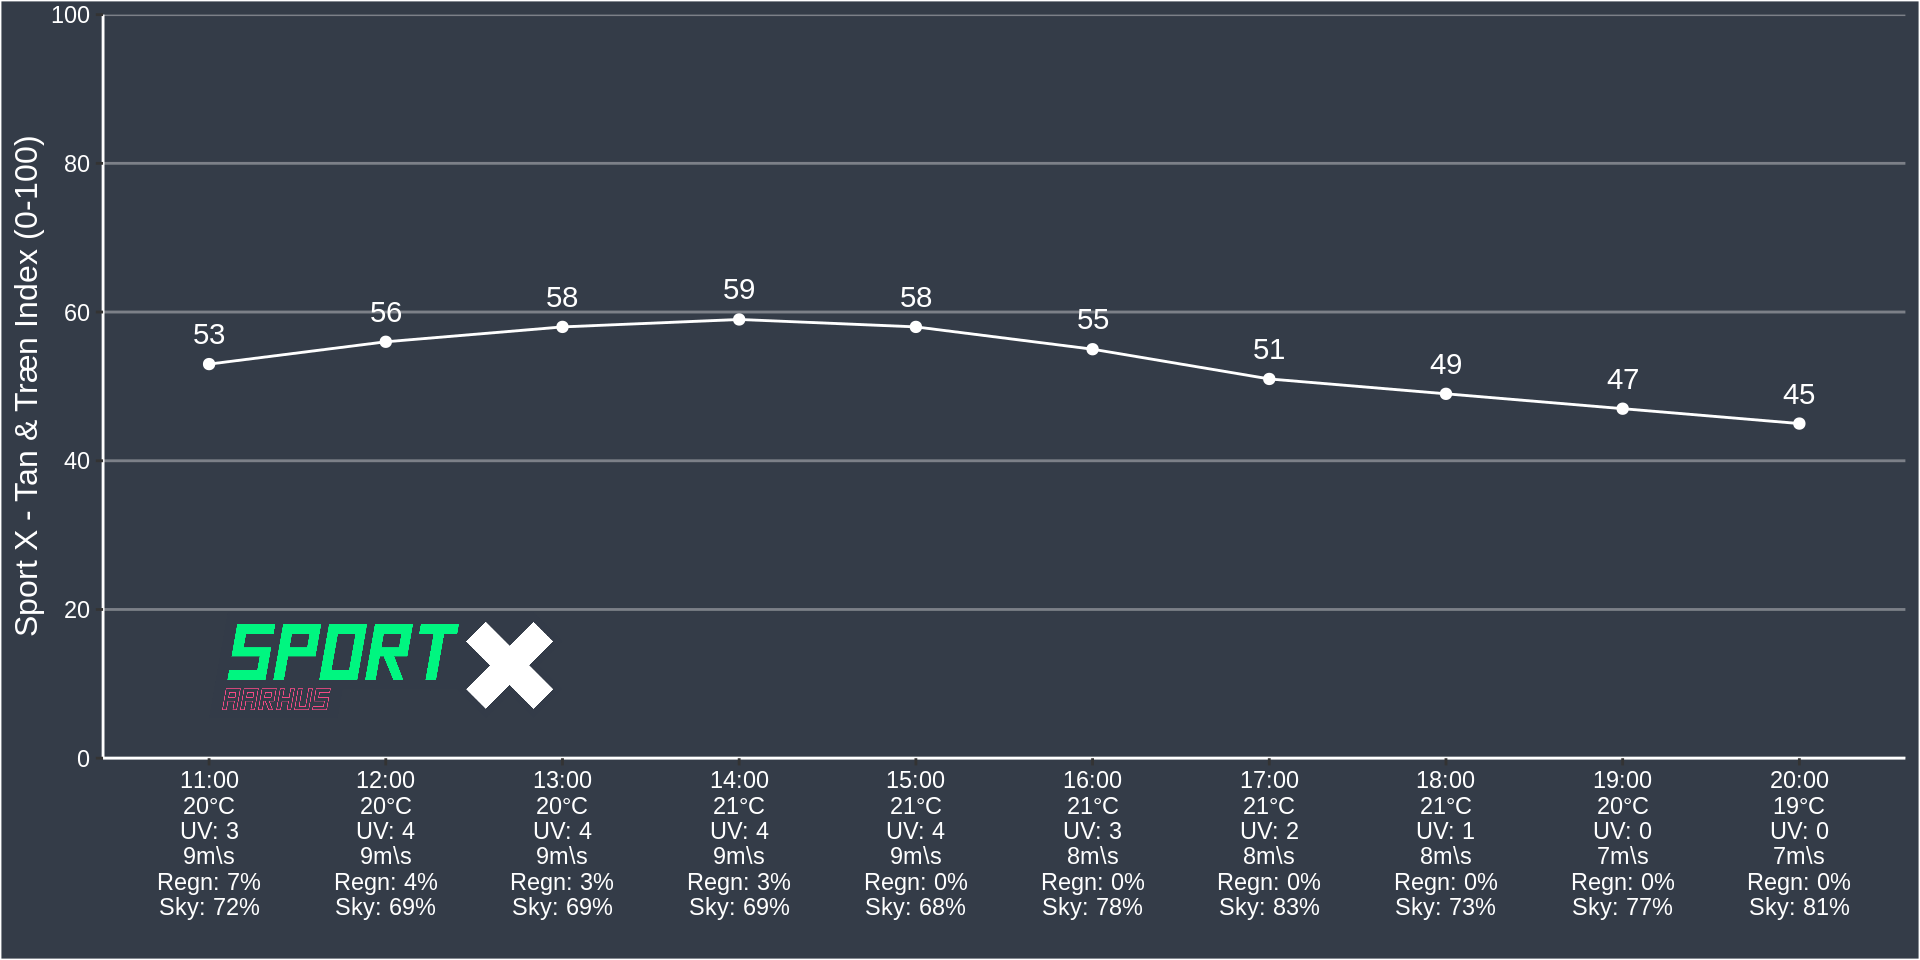 Sport X - Tan & Træn Index (0-100)
100
80
60
40
20
0
53
56
58
59
58
55
51
49
47
45
SPORT X
AARHUS
11:00 12:00 13:00 14:00 15:00 16:00 17:00 18:00 19:00 20:00
20°C 20°C 20°C 21°C 21°C 21°C 21°C 21°C 20°C 19°C
UV: 3 UV: 4 UV: 4 UV: 4 UV: 4 UV: 3 UV: 2 UV: 1 UV: 0 UV: 0
9m\s 9m\s 9m\s 9m\s 9m\s 8m\s 8m\s 8m\s 7m\s 7m\s
Regn: 7% Regn: 4% Regn: 3% Regn: 3% Regn: 0% Regn: 0% Regn: 0% Regn: 0% Regn: 0% Regn: 0%
Sky: 72% Sky: 69% Sky: 69% Sky: 69% Sky: 68% Sky: 78% Sky: 83% Sky: 73% Sky: 77% Sky: 81%